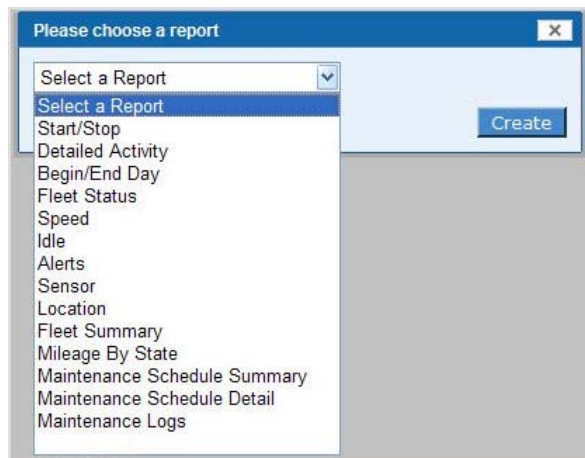 Please choose a report
Select a Report
Select a Report
Create
Start/Stop
Detailed Activity
Begin/End Day
Fleet Status
Speed
Idle
Alerts
Sensor
Location
Fleet Summary
Mileage By State
Maintenance Schedule Summary
Maintenance Schedule Detail
Maintenance Logs